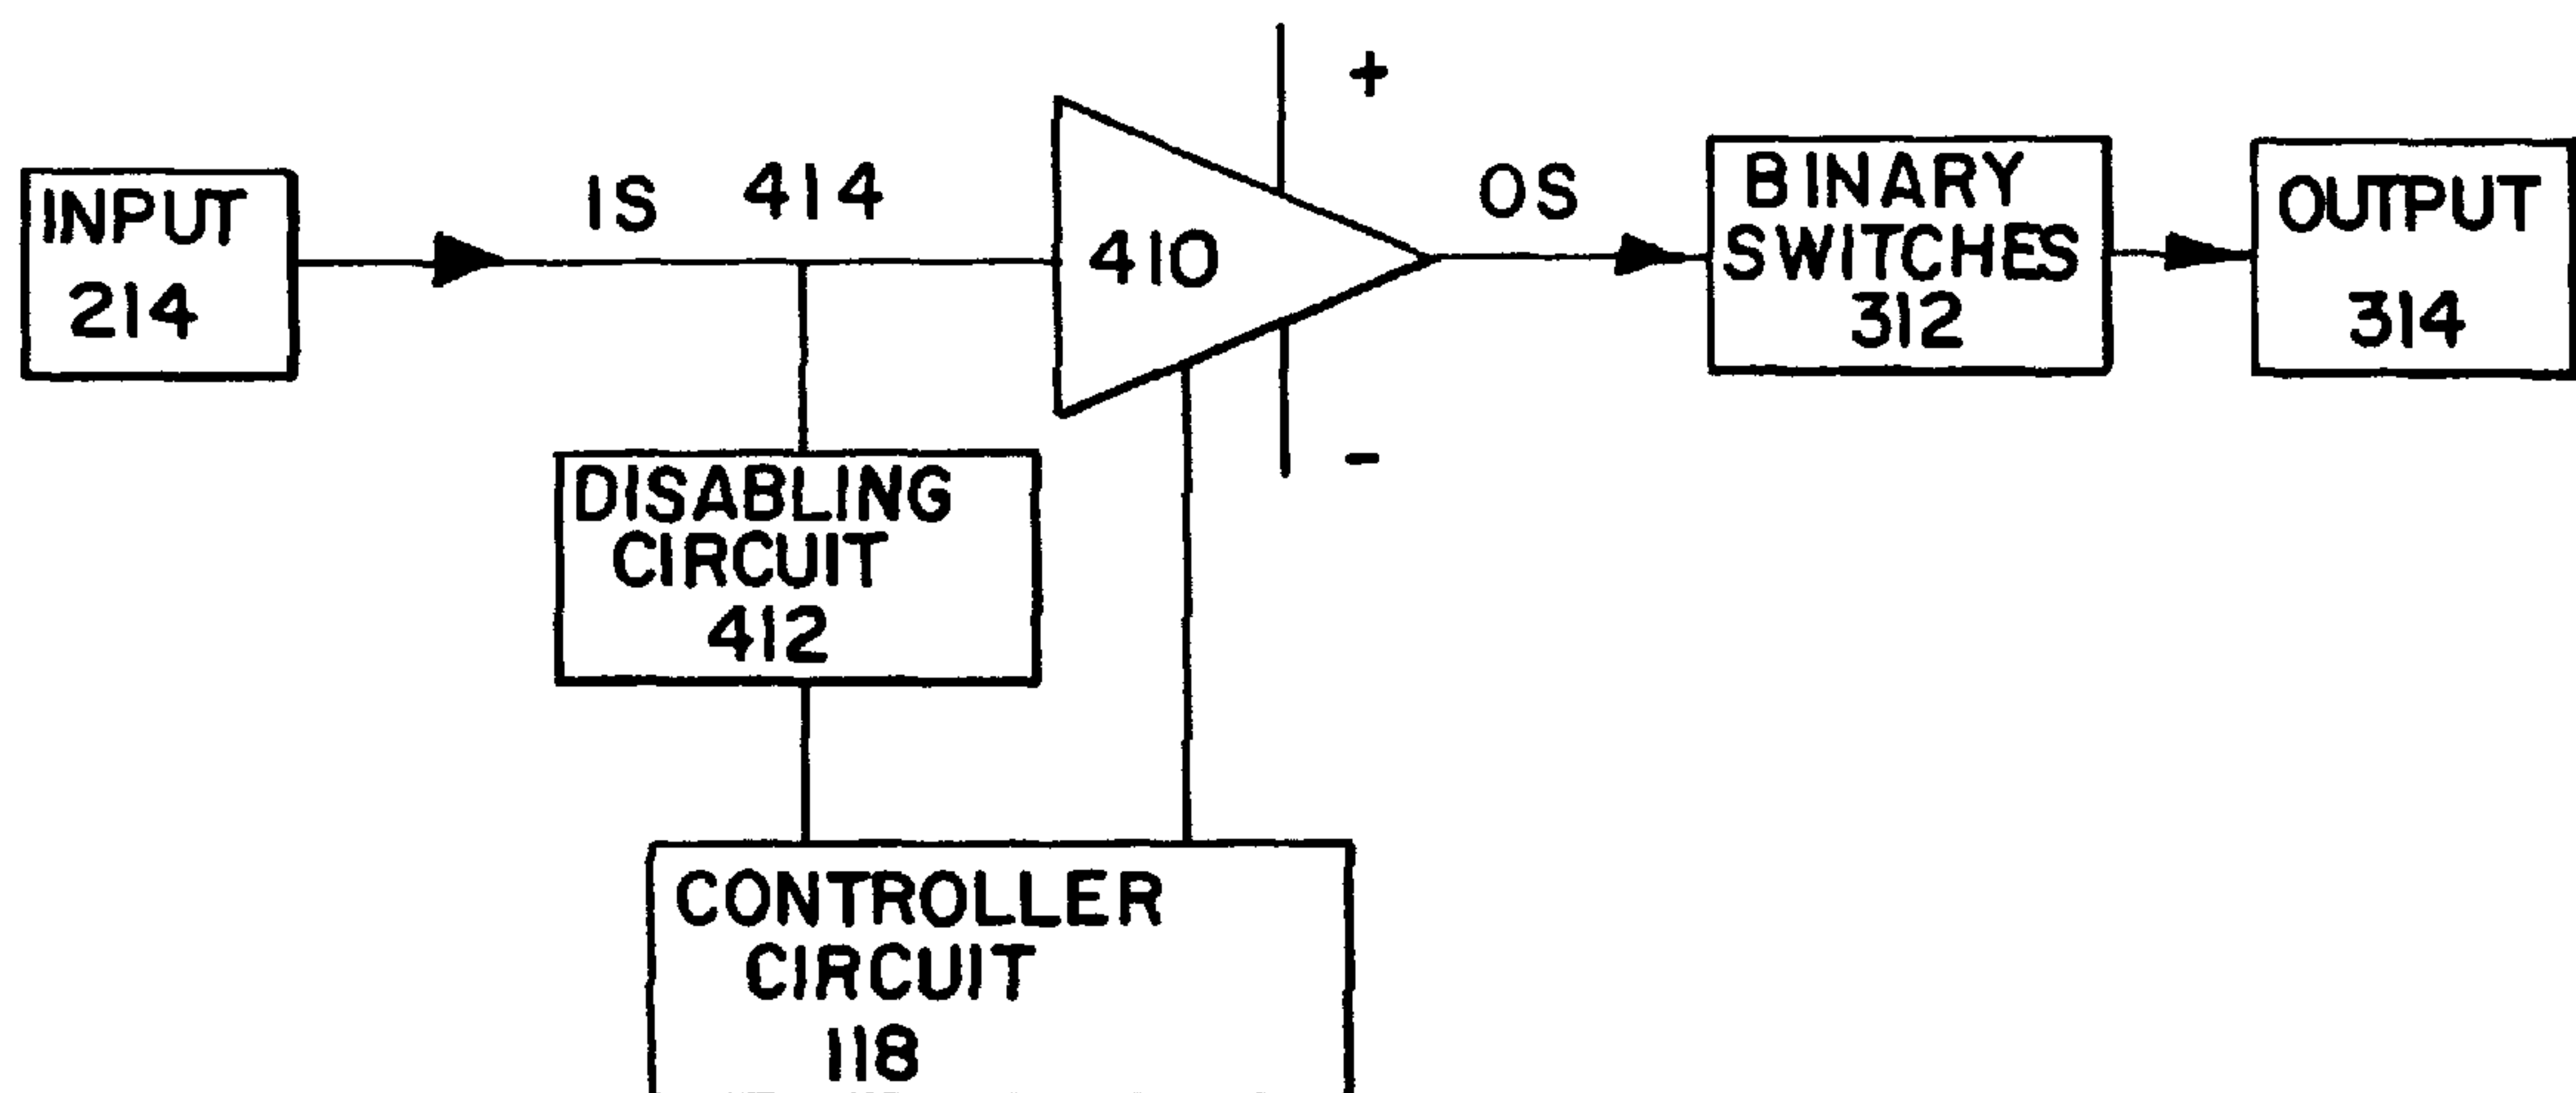 INPUT
214
IS
414
410
+
-
OS
BINARY
SWITCHES
312
OUTPUT
314
DISABLING
CIRCUIT
412
CONTROLLER
CIRCUIT
118